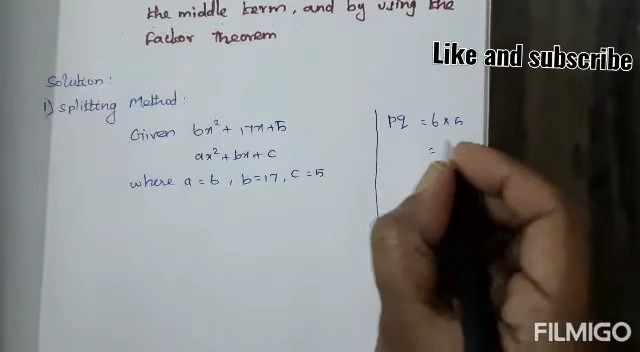 the middle term, and by using the
factor theorem
Like and subscribe
Solution:
i) Splitting Method:
Given 6x² + 17x+5
ax² + bx + c
where a = 6, b = 17, c = 5
pq = 6 x 5
=
FILMIGO